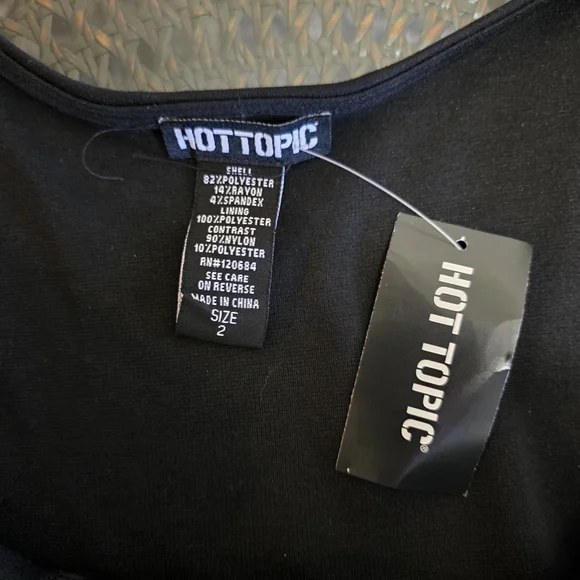 HOTTOPIC
SHELL
82%POLYESTER
14%RAYON
4%SPANDEX
LINING
100%POLYESTER
CONTRAST
90%NYLON
10%POLYESTER
RN#120684
SEE CARE
ON REVERSE
MADE IN CHINA
SIZE
2
HOT TOPIC®